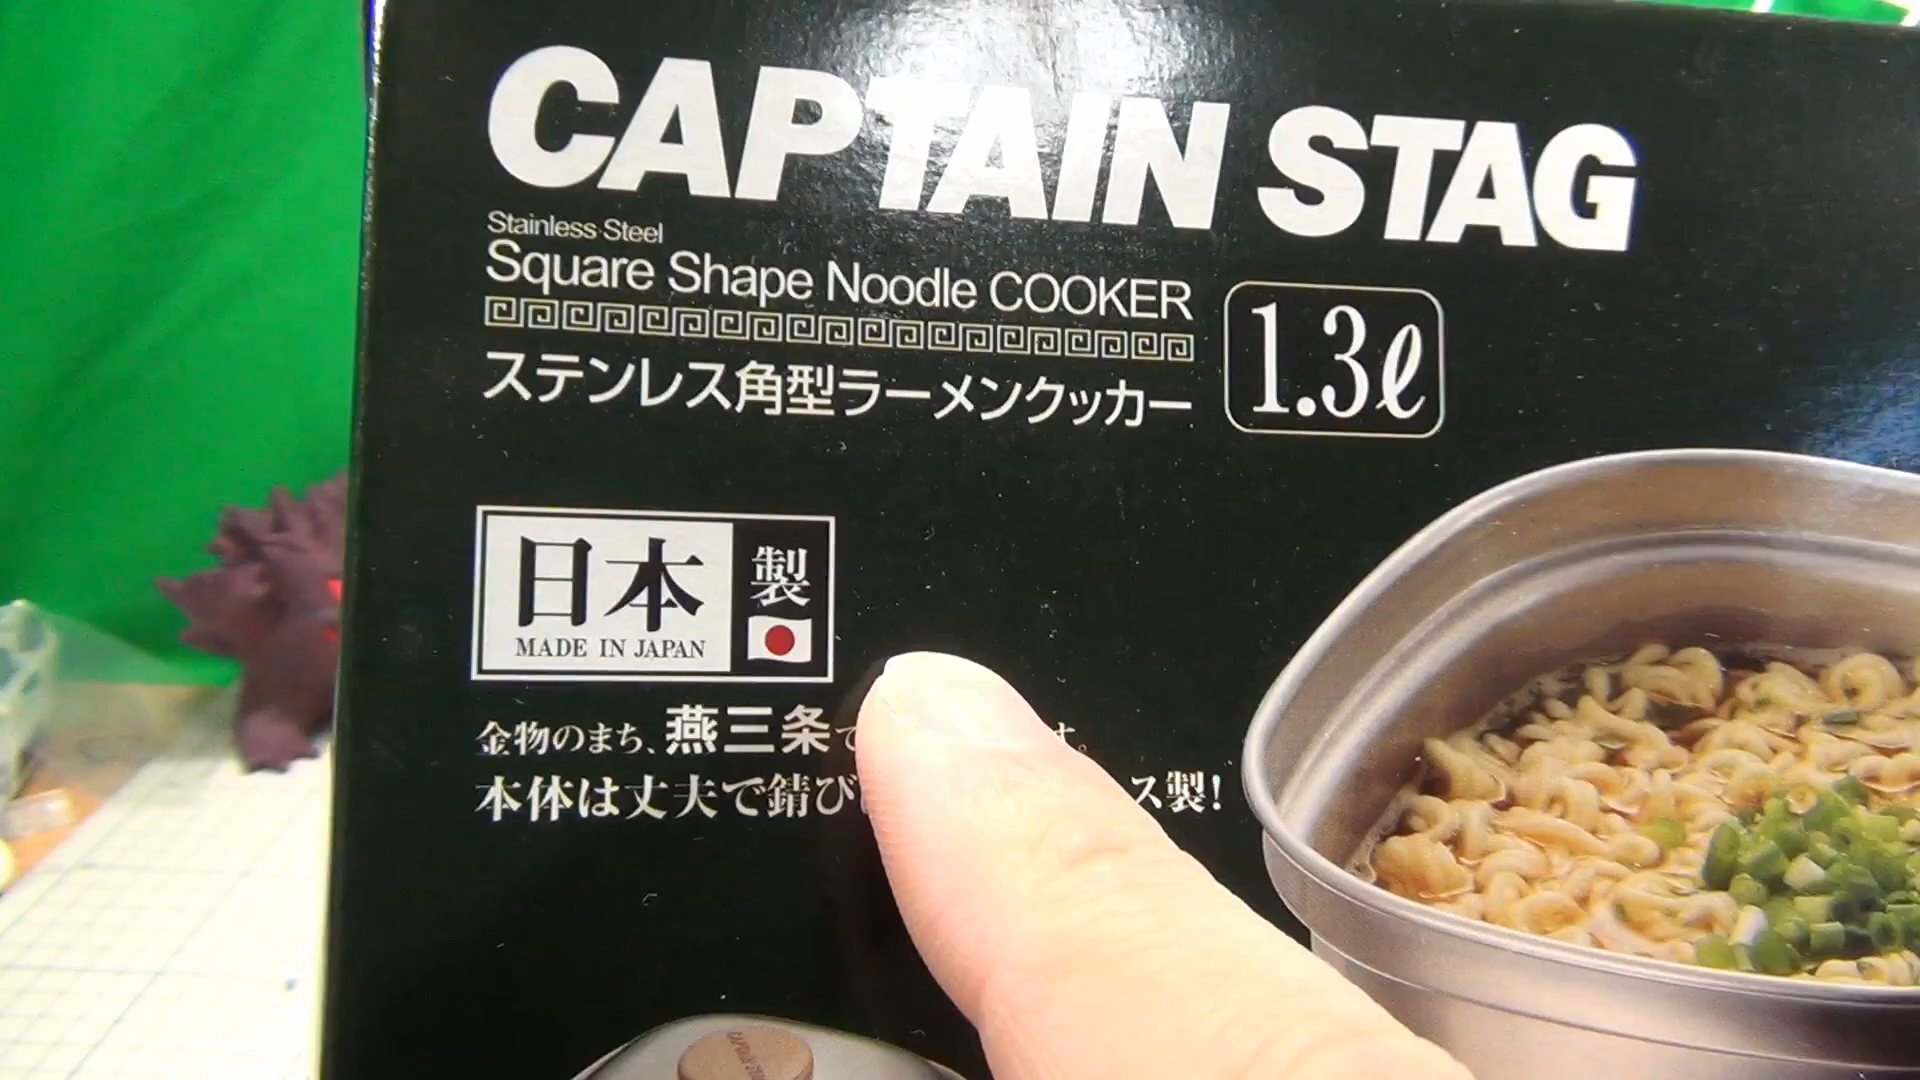 CAPTAIN STAG
Stainless Steel
Square Shape Noodle COOKER
ステンレス角型ラーメンクッカー
1.3ℓ
日本製
MADE IN JAPAN
金物のまち、燕三条で す。
本体は丈夫で錆び ス製!